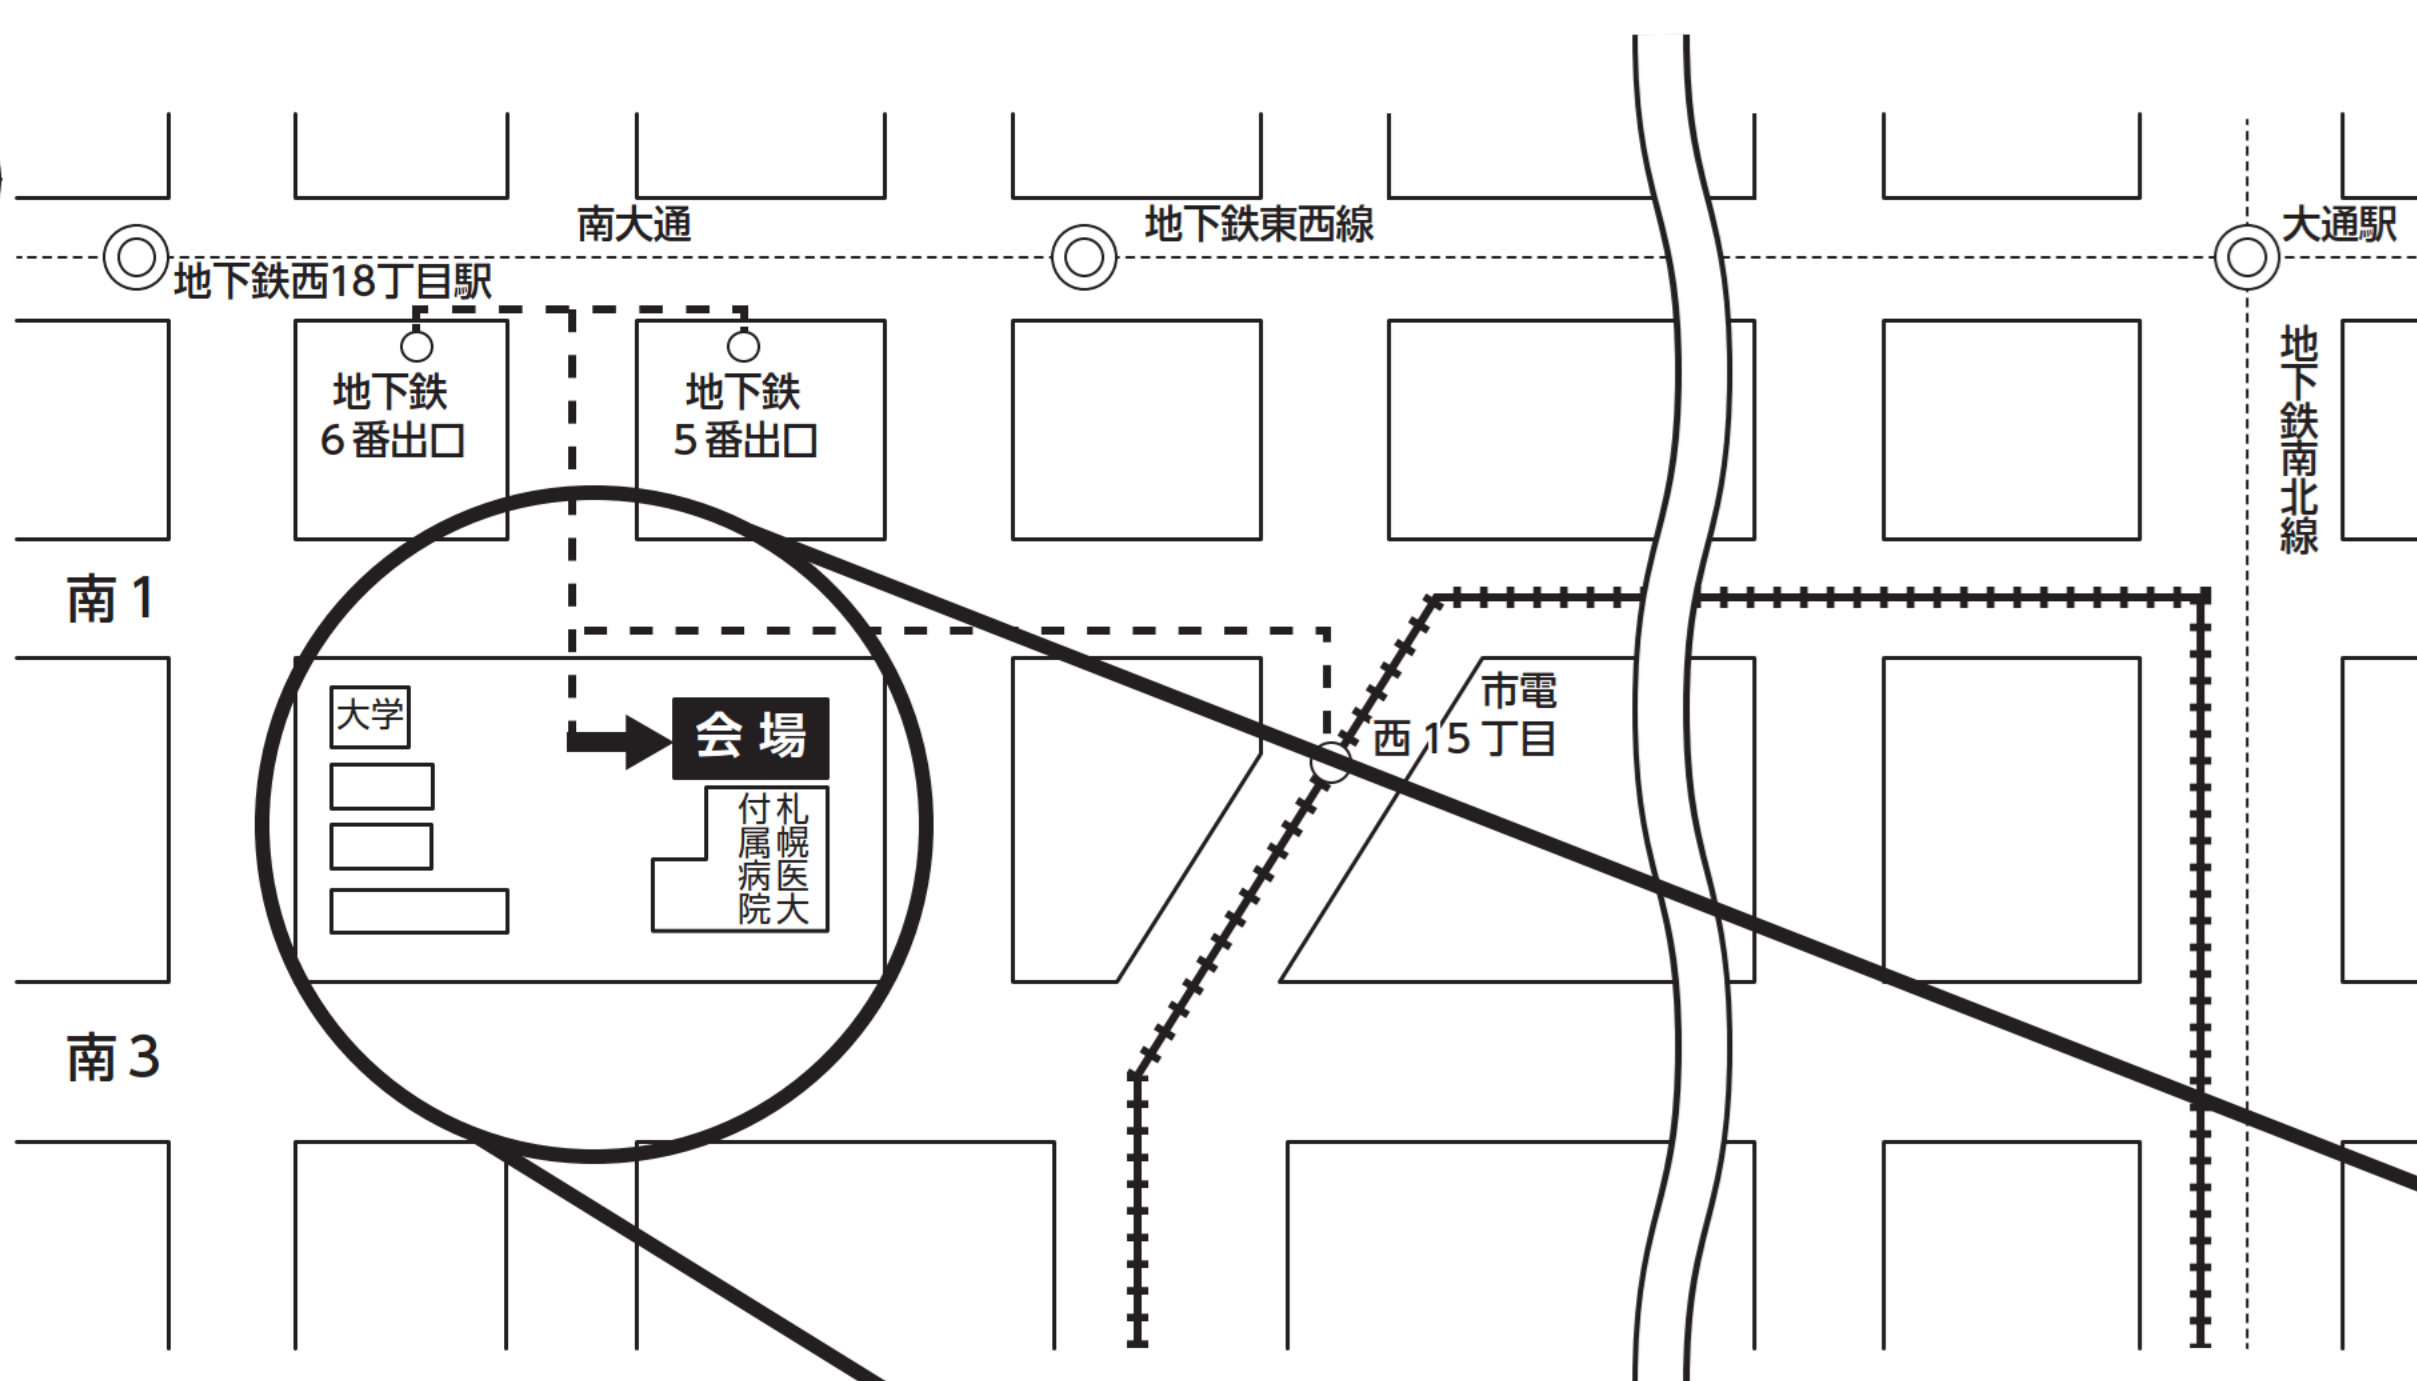 南大通
地下鉄東西線
大通駅
地下鉄西18丁目駅
地下鉄
6番出口
地下鉄
5番出口
地下鉄南北線
南1
市電
西15丁目
大学
会場
札幌医大
付属病院
南3